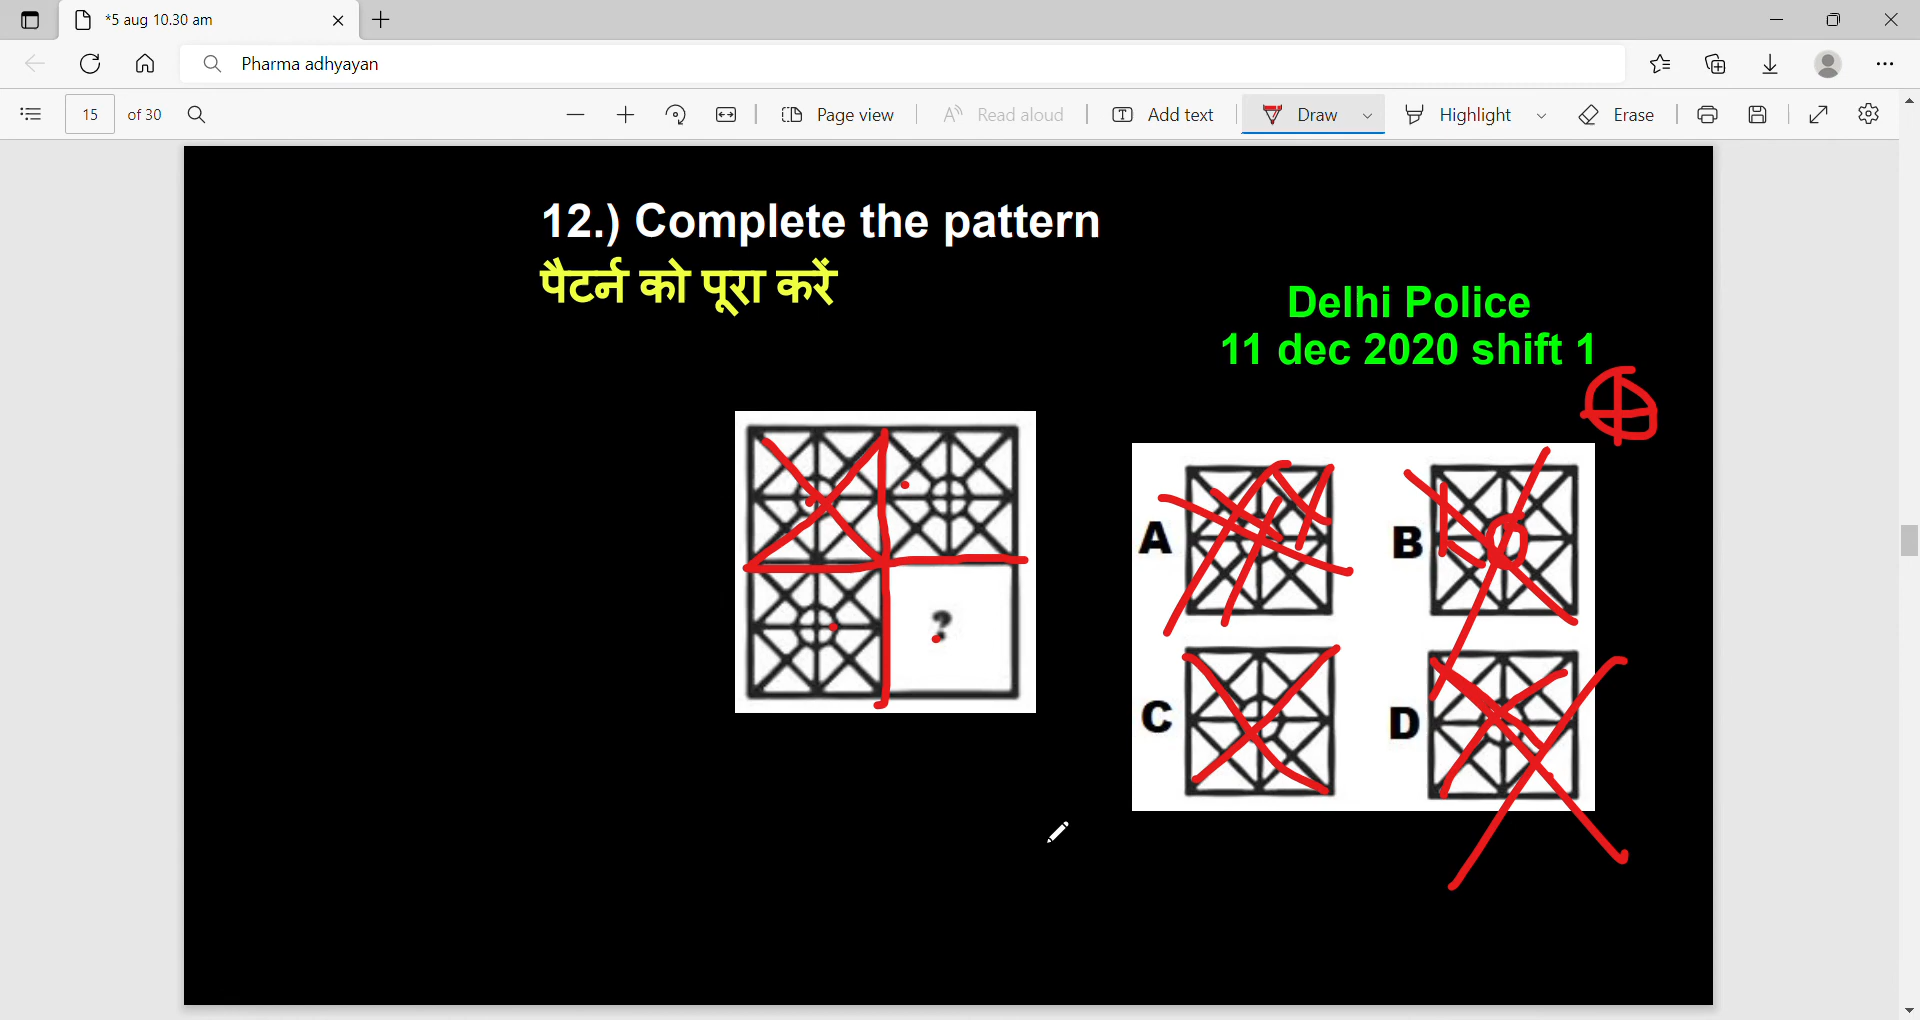 *5 aug 10.30 am
Pharma adhyayan
15 of 30
Page view
Read aloud
Add text
Draw
Highlight
Erase
12.) Complete the pattern
पैटर्न को पूरा करें
Delhi Police
11 dec 2020 shift 1
?
A
B
C
D